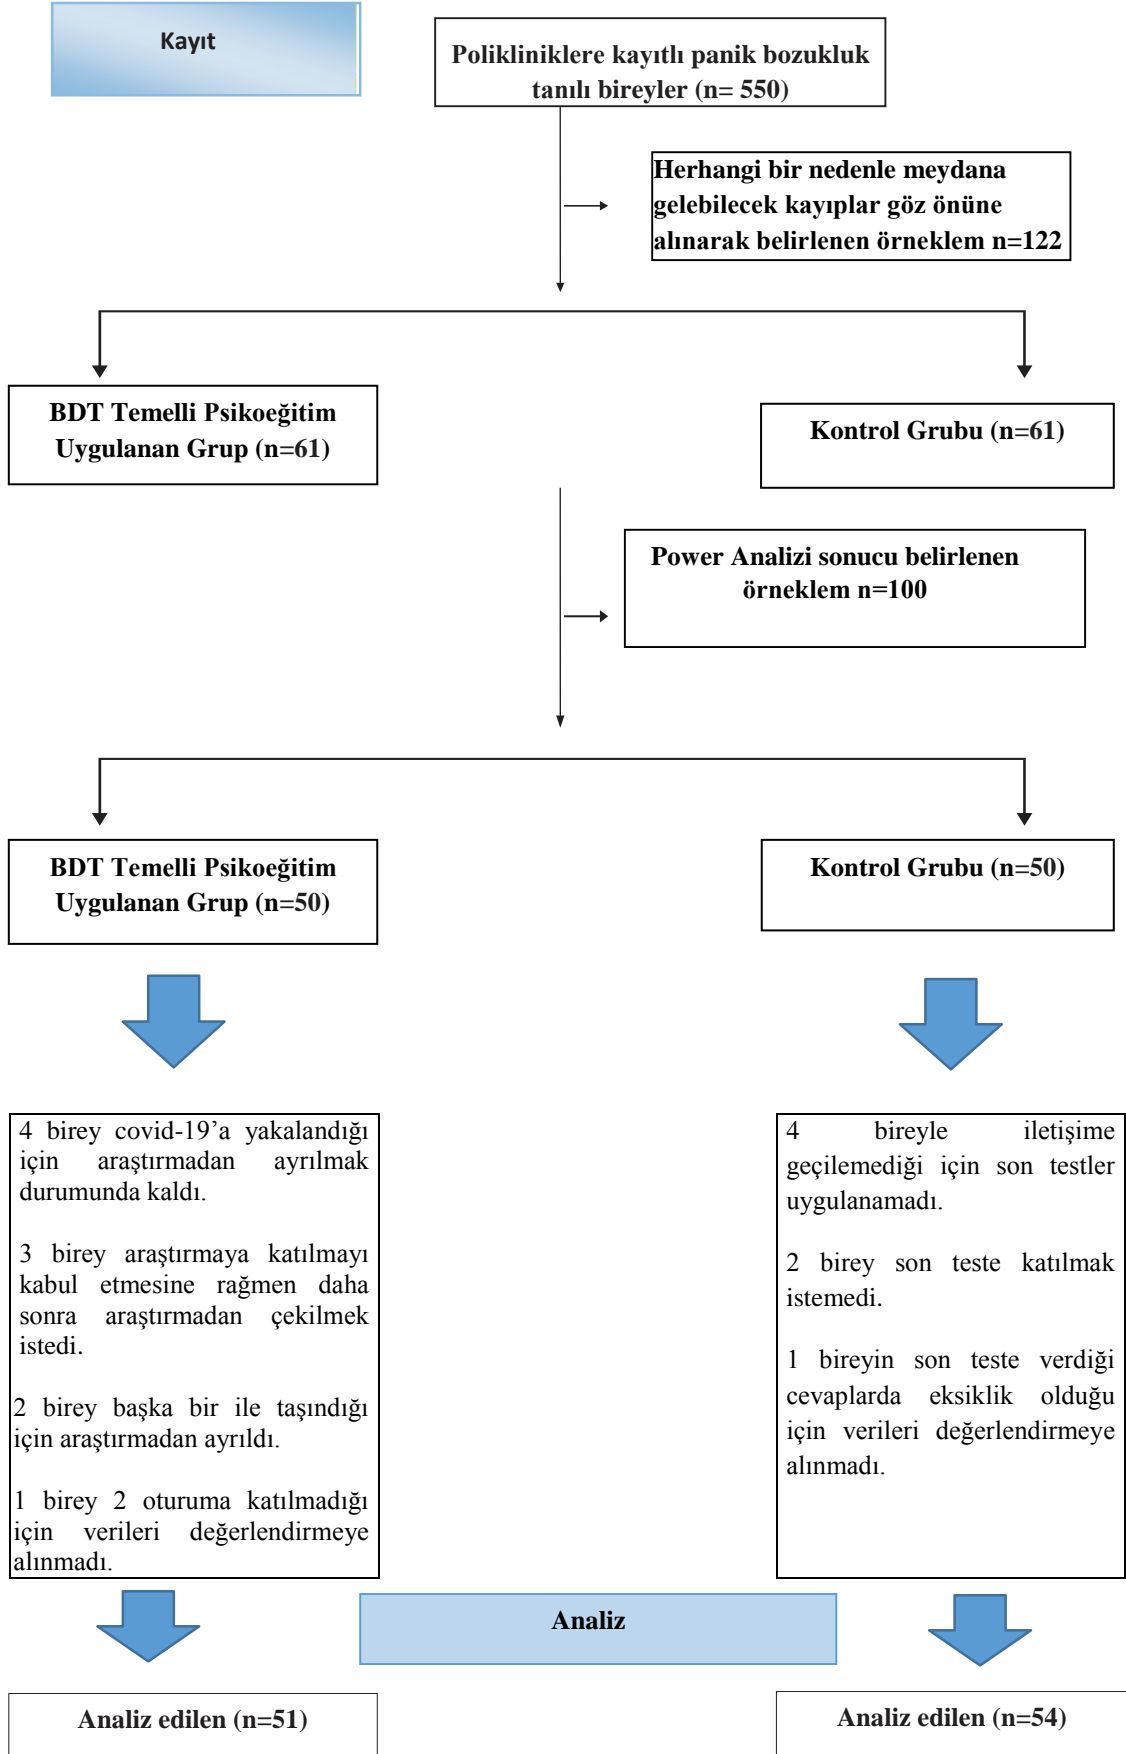 Kayıt
Polikliniklere kayıtlı panik bozukluk
tanılı bireyler (n= 550)
Herhangi bir nedenle meydana
gelebilecek kayıplar göz önüne
alınarak belirlenen örneklem n=122
BDT Temelli Psikoeğitim
Uygulanan Grup (n=61)
Kontrol Grubu (n=61)
Power Analizi sonucu belirlenen
örneklem n=100
BDT Temelli Psikoeğitim
Uygulanan Grup (n=50)
Kontrol Grubu (n=50)
4 birey covid-19’a yakalandığı
için araştırmadan ayrılmak
durumunda kaldı.
3 birey araştırmaya katılmayı
kabul etmesine rağmen daha
sonra araştırmadan çekilmek
istedi.
2 birey başka bir ile taşındığı
için araştırmadan ayrıldı.
1 birey 2 oturuma katılmadığı
için verileri değerlendirmeye
alınmadı.
4 bireyle iletişime
geçilemediği için son testler
uygulanamadı.
2 birey son teste katılmak
istemedi.
1 bireyin son teste verdiği
cevaplarda eksiklik olduğu
için verileri değerlendirmeye
alınmadı.
Analiz
Analiz edilen (n=51)
Analiz edilen (n=54)